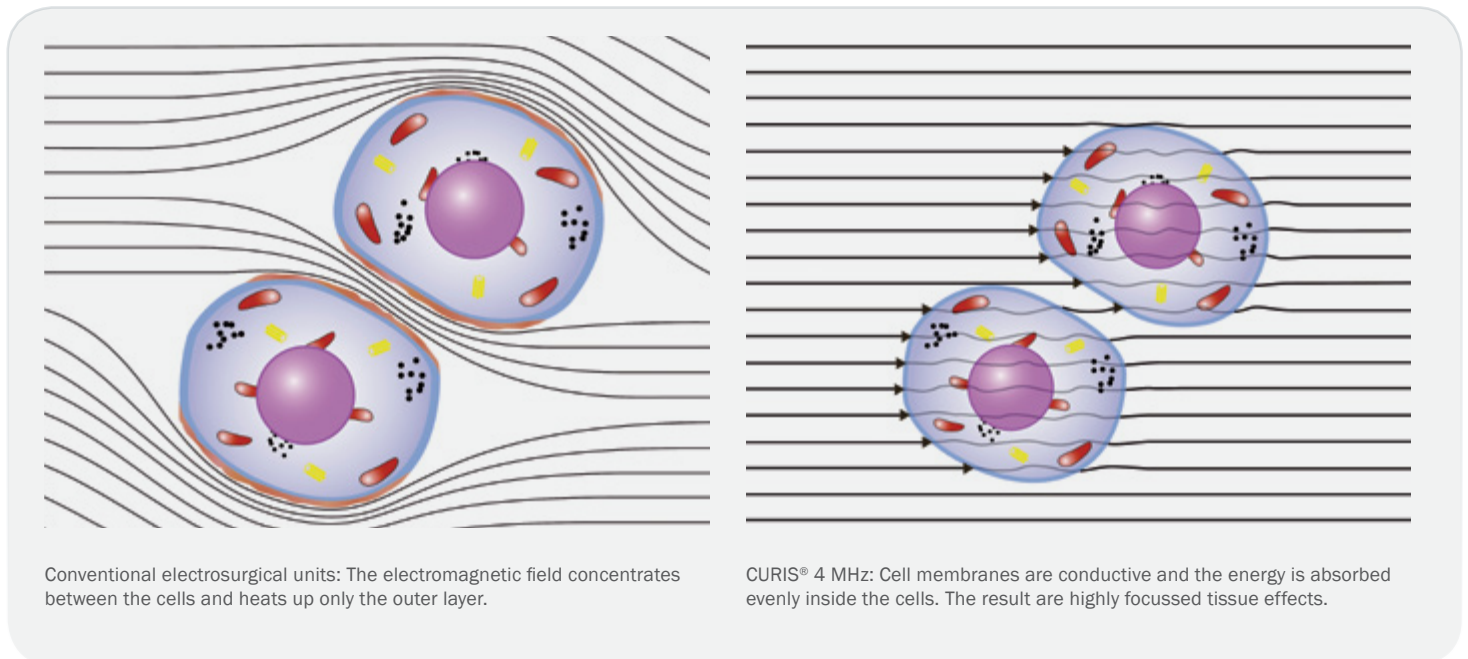 Conventional electrosurgical units: The electromagnetic field concentrates
between the cells and heats up only the outer layer.
CURIS® 4 MHz: Cell membranes are conductive and the energy is absorbed
evenly inside the cells. The result are highly focussed tissue effects.